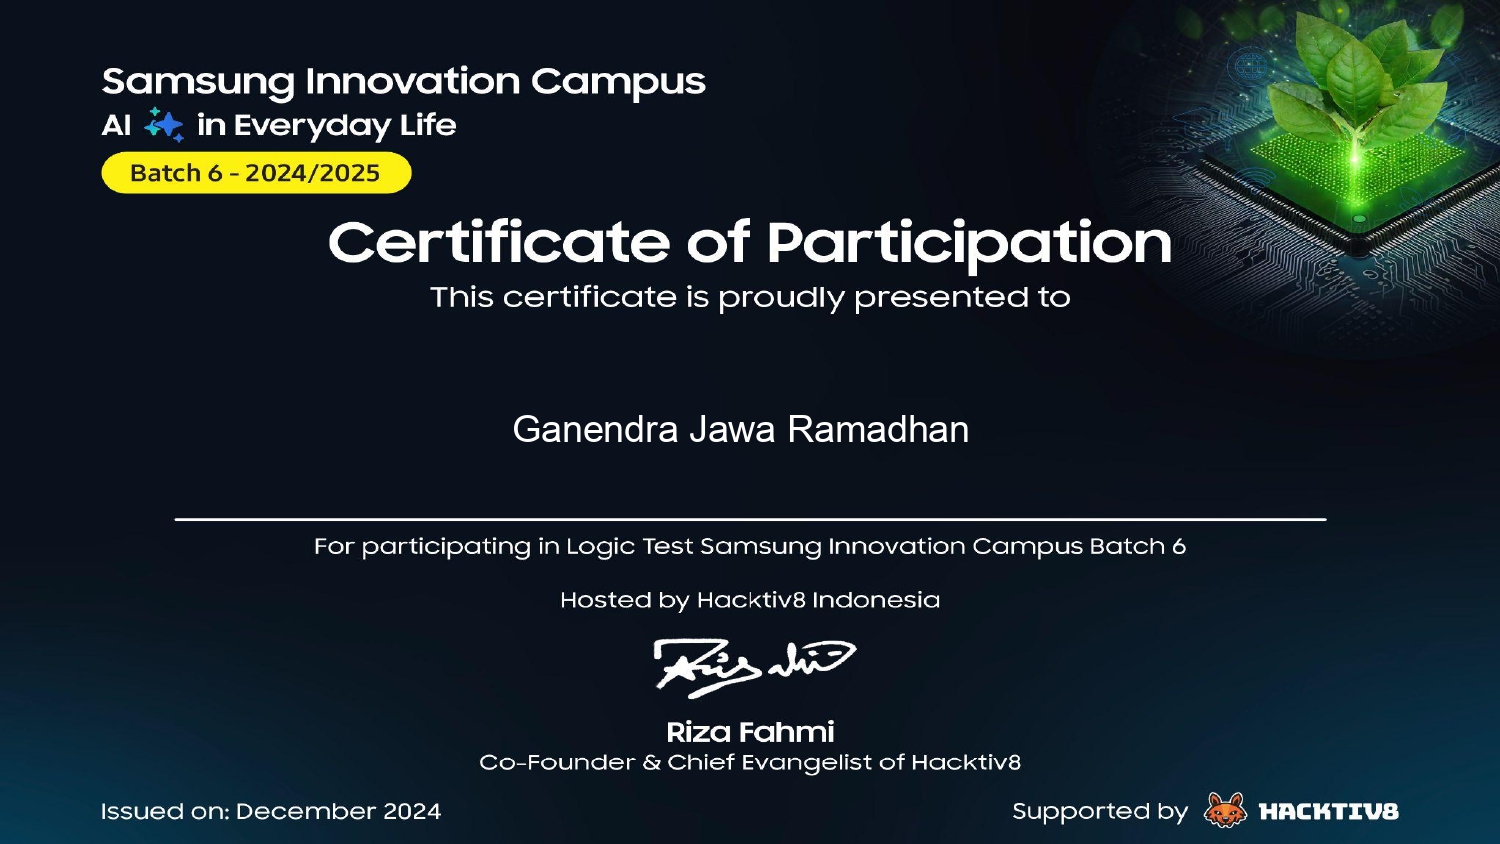 Samsung Innovation Campus
AI in Everyday Life
Batch 6 - 2024/2025
Certificate of Participation
This certificate is proudly presented to
Ganendra Jawa Ramadhan
For participating in Logic Test Samsung Innovation Campus Batch 6
Hosted by Hacktiv8 Indonesia
Riza Fahmi
Co-Founder & Chief Evangelist of Hacktiv8
Issued on: December 2024
Supported by HACKTIV8